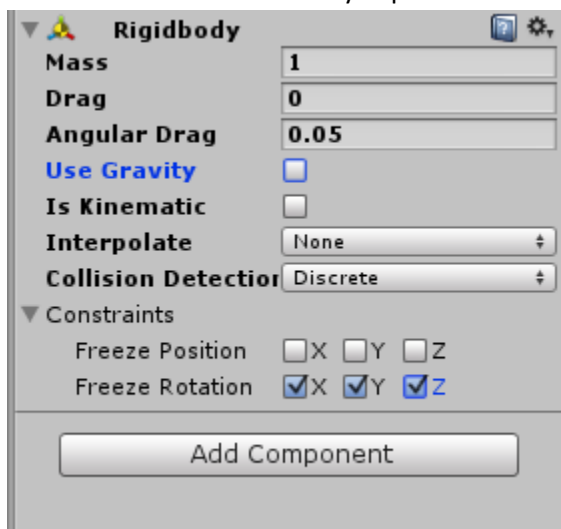 Rigidbody
Mass 1
Drag 0
Angular Drag 0.05
Use Gravity
Is Kinematic
Interpolate None
Collision Detection Discrete
Constraints
Freeze Position X Y Z
Freeze Rotation X Y Z
Add Component